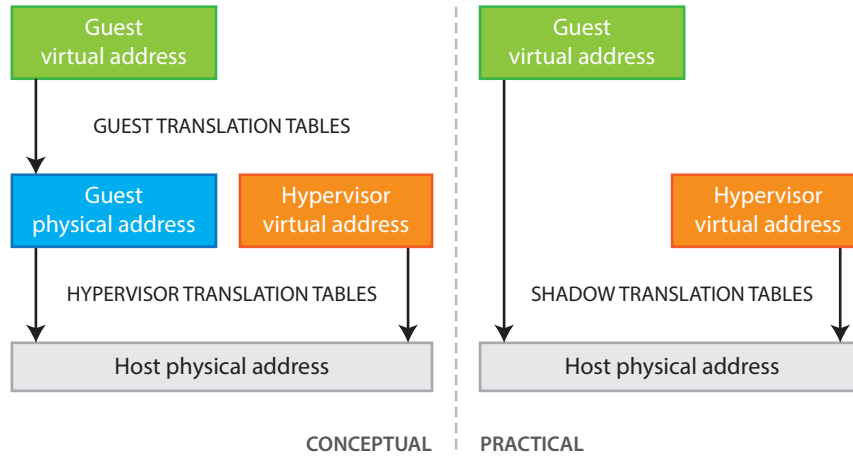 Guest
virtual address
GUEST TRANSLATION TABLES
Guest
physical address
Hypervisor
virtual address
HYPERVISOR TRANSLATION TABLES
Host physical address
CONCEPTUAL
Guest
virtual address
Hypervisor
virtual address
SHADOW TRANSLATION TABLES
Host physical address
PRACTICAL